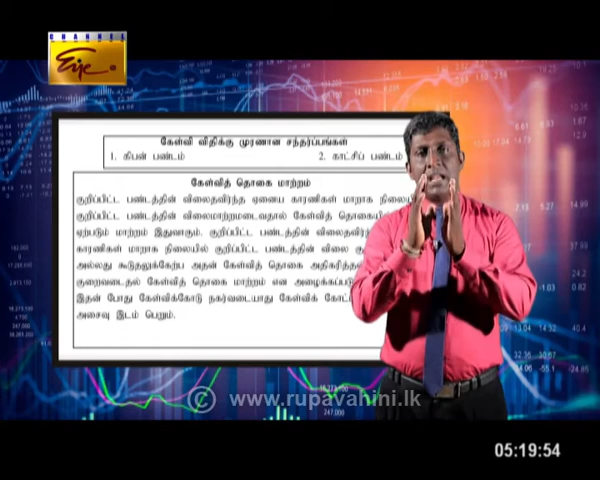 CHANNEL
Eye
கேள்வி விதிக்கு முரணான சந்தர்ப்பங்கள்
1. கிபன் பண்டம் 2. காட்சிப் பண்டம்
கேள்வித் தொகை மாற்றம்
குறிப்பிட்ட பண்டத்தின் விலைதவிர்ந்த ஏனைய காரணிகள் மாறாக நிலை
குறிப்பிட்ட பண்டத்தின் விலைமாற்றமடைவதால் கேள்வித் தொகையி
ஏற்படும் மாற்றம் இதுவாகும். குறிப்பிட்ட பண்டத்தின் விலைதவிர்ந்
காரணிகள் மாறாக நிலையில் குறிப்பிட்ட பண்டத்தின் விலை
அல்லது கூடுதலுக்கேற்ப அதன் கேள்வித் தொகை அதிகரித்த
குறைவடைதல் கேள்வித் தொகை மாற்றம் என அழைக்கப்படு
இதன் போது கேள்விக்கோடு நகர்வடையாது கேள்விக் கோட்
அசைவு இடம் பெறும்.
© www.rupavahini.lk
05:19:54